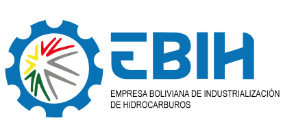 EBIH
EMPRESA BOLIVIANA DE INDUSTRIALIZACIÓN
DE HIDROCARBUROS